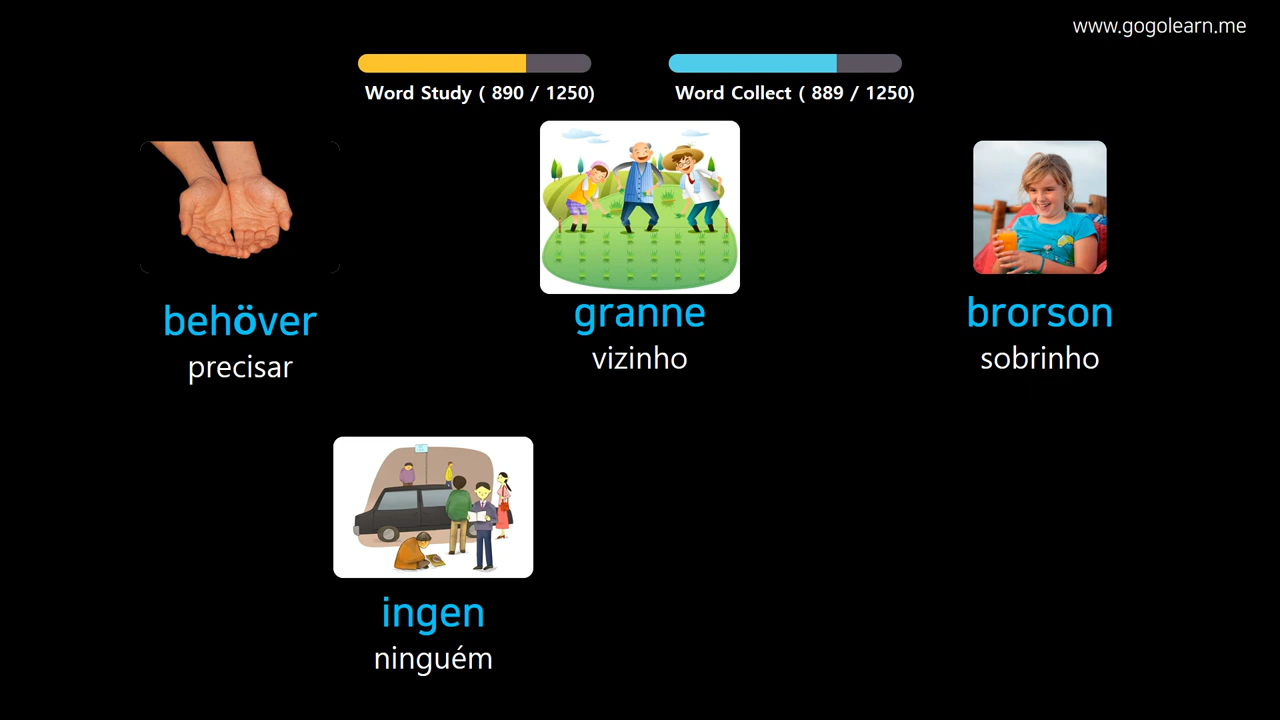 www.gogolearn.me
Word Study ( 890 / 1250)
Word Collect ( 889 / 1250)
behöver
precisar
granne
vizinho
brorson
sobrinho
ingen
ninguém